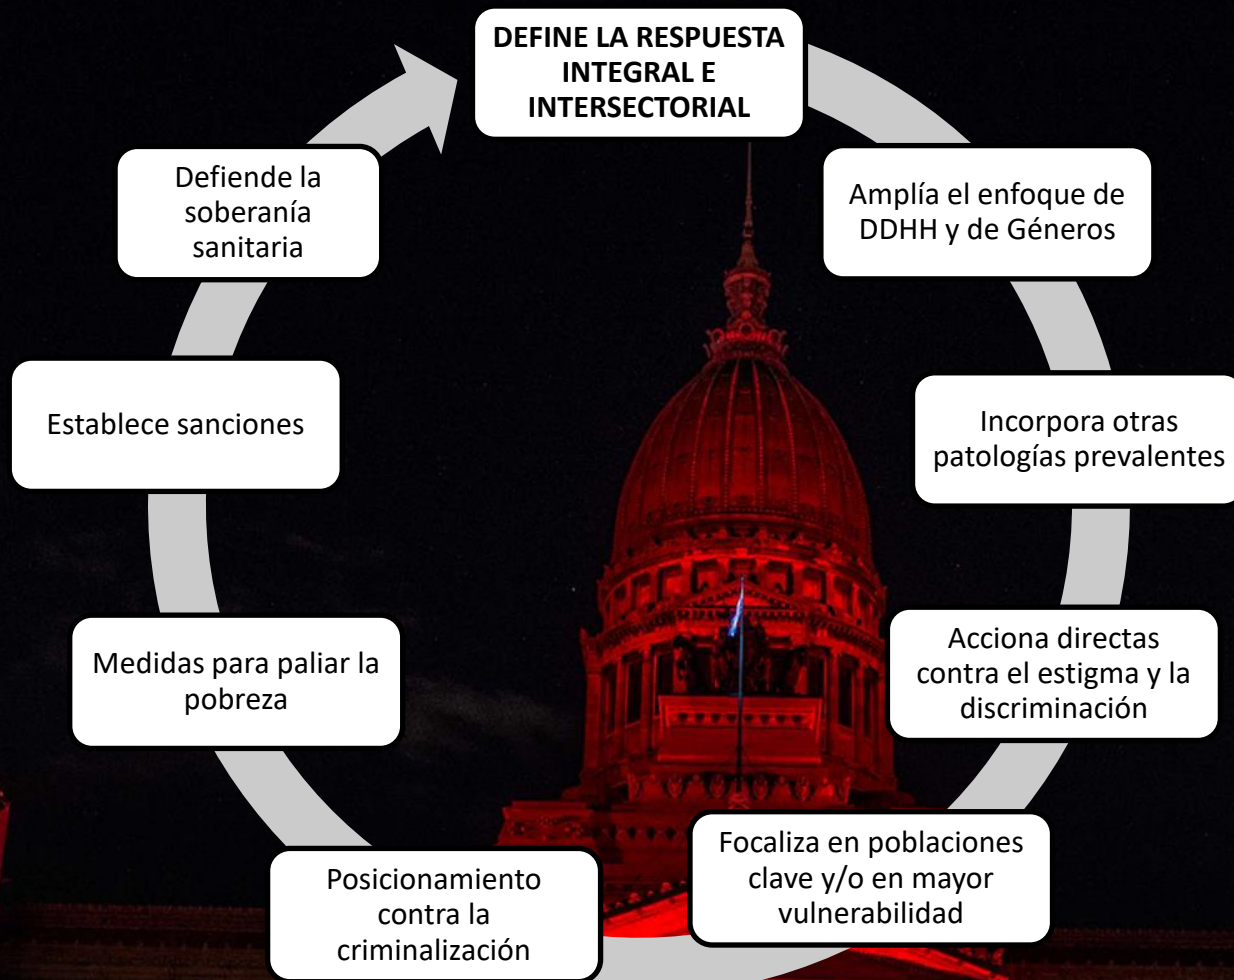 DEFINE LA RESPUESTA
INTEGRAL E
INTERSECTORIAL
Amplía el enfoque de
DDHH y de Géneros
Incorpora otras
patologías prevalentes
Acciona directas
contra el estigma y la
discriminación
Focaliza en poblaciones
clave y/o en mayor
vulnerabilidad
Posicionamiento
contra la
criminalización
Medidas para paliar la
pobreza
Establece sanciones
Defiende la
soberanía
sanitaria